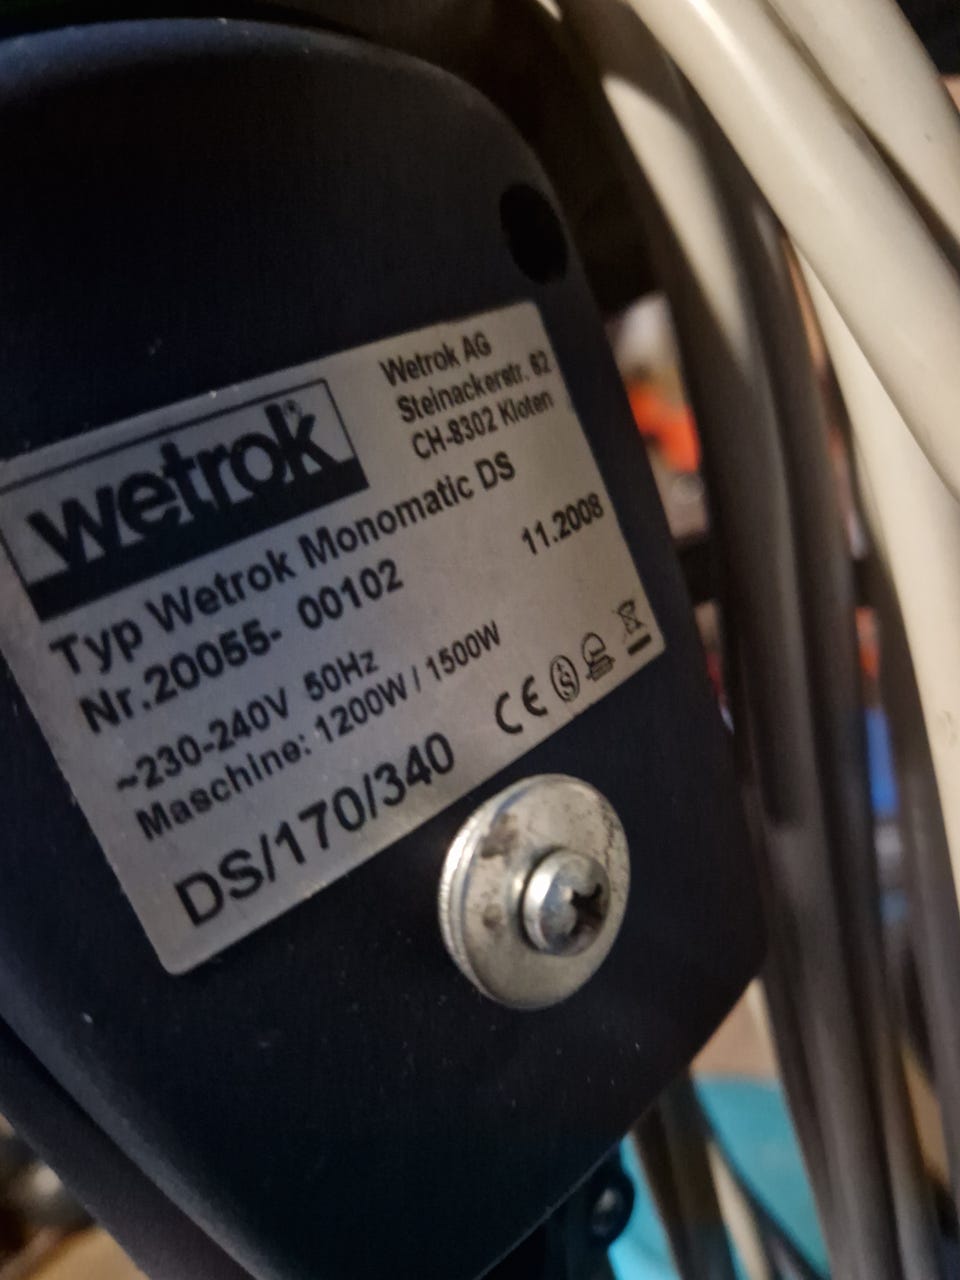 wetrok
Wetrok AG
Steinackerstr. 62
CH-8302 Kloten
Typ Wetrok Monomatic DS
Nr.20055- 00102
11.2008
~230-240V 50Hz
Maschine: 1200W / 1500W
CE
DS/170/340